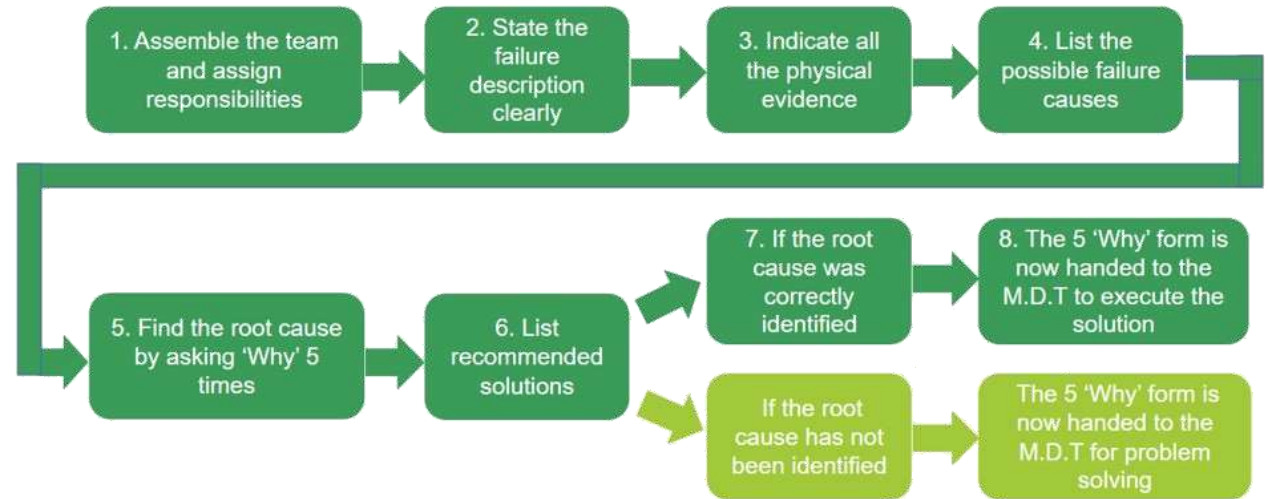 1. Assemble the team
and assign
responsibilities
2. State the
failure
description
clearly
3. Indicate all
the physical
evidence
4. List the
possible failure
causes
5. Find the root cause
by asking ‘Why’ 5
times
6. List
recommended
solutions
7. If the root
cause was
correctly
identified
8. The 5 ‘Why’ form is
now handed to the
M.D.T to execute the
solution
If the root
cause has not
been identified
The 5 ‘Why’ form is
now handed to the
M.D.T for problem
solving